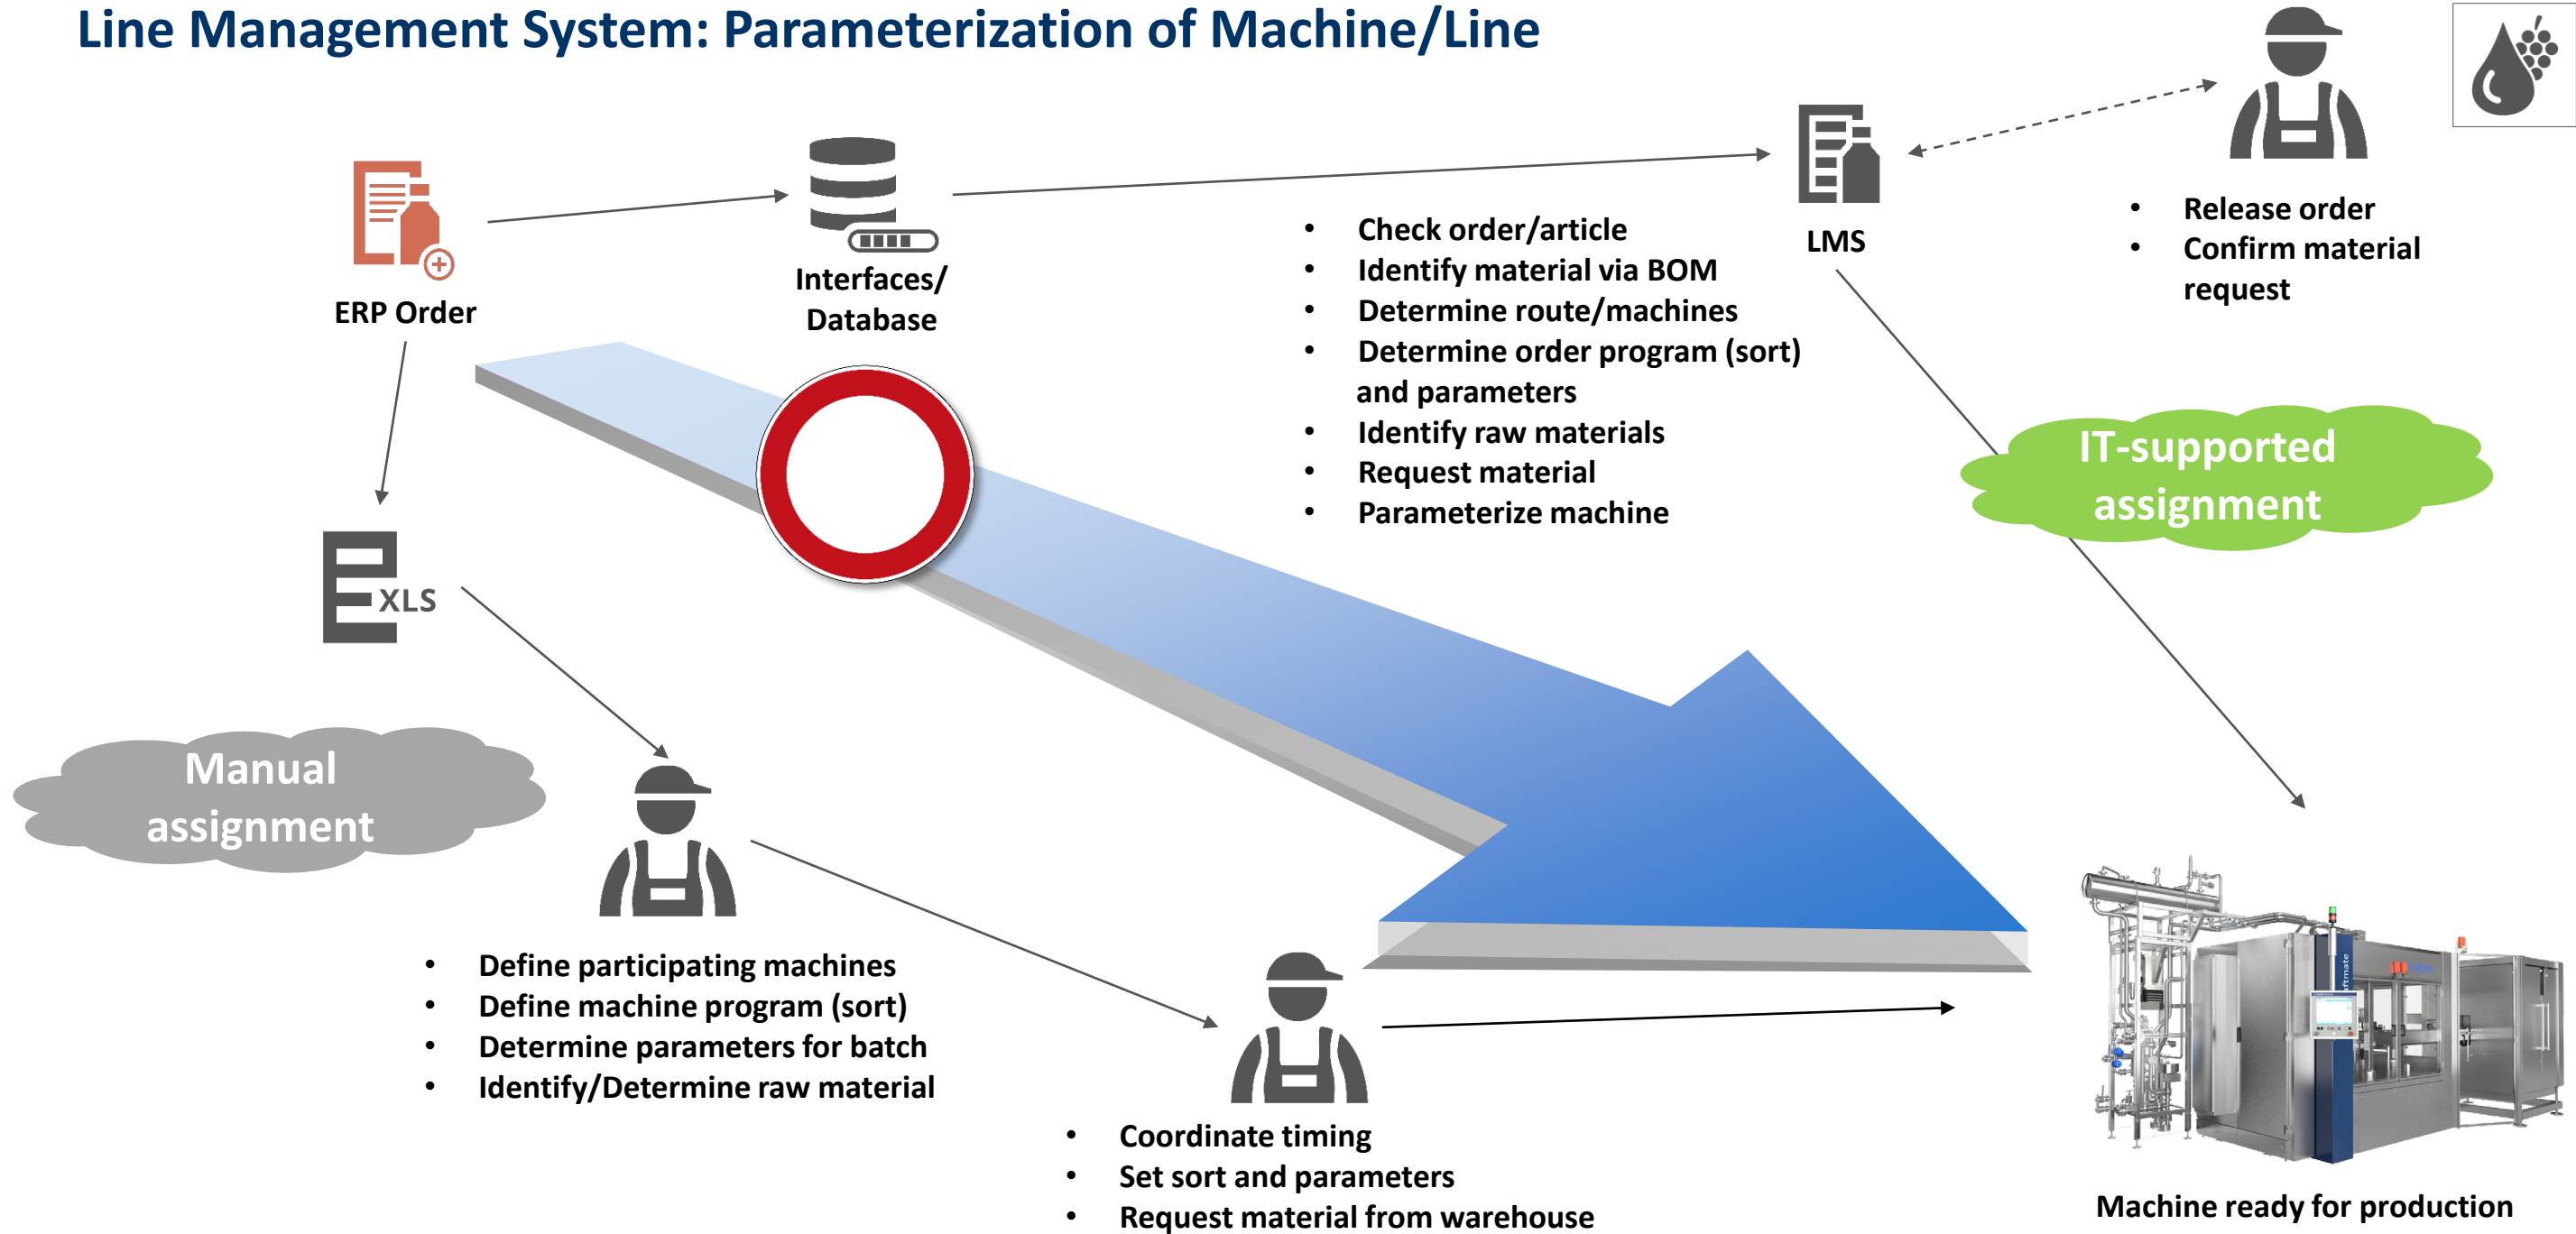 Line Management System: Parameterization of Machine/Line
ERP Order
Interfaces/
Database
LMS
• Check order/article
• Identify material via BOM
• Determine route/machines
• Determine order program (sort)
and parameters
• Identify raw materials
• Request material
• Parameterize machine
• Release order
• Confirm material
request
IT-supported
assignment
XLS
Manual
assignment
• Define participating machines
• Define machine program (sort)
• Determine parameters for batch
• Identify/Determine raw material
• Coordinate timing
• Set sort and parameters
• Request material from warehouse
Machine ready for production